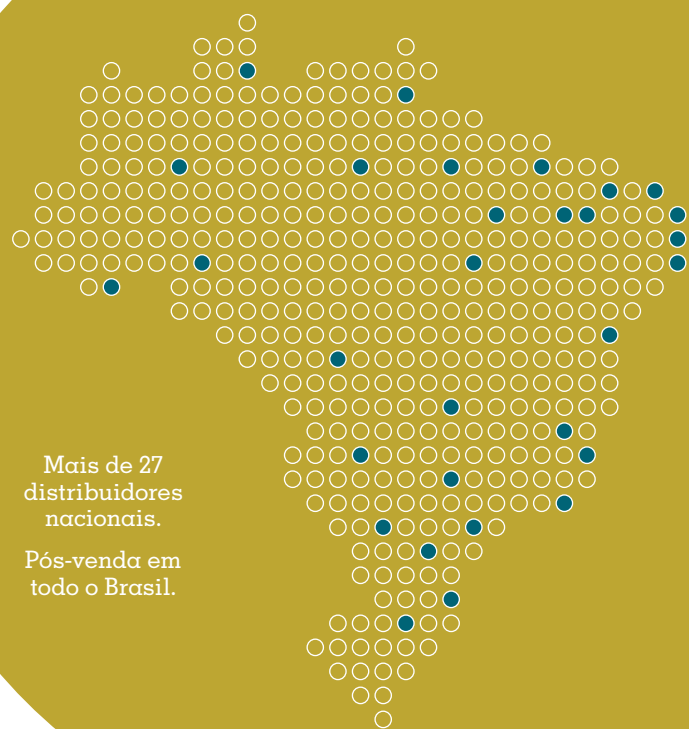 Mais de 27
distribuidores
nacionais.
Pós-venda em
todo o Brasil.